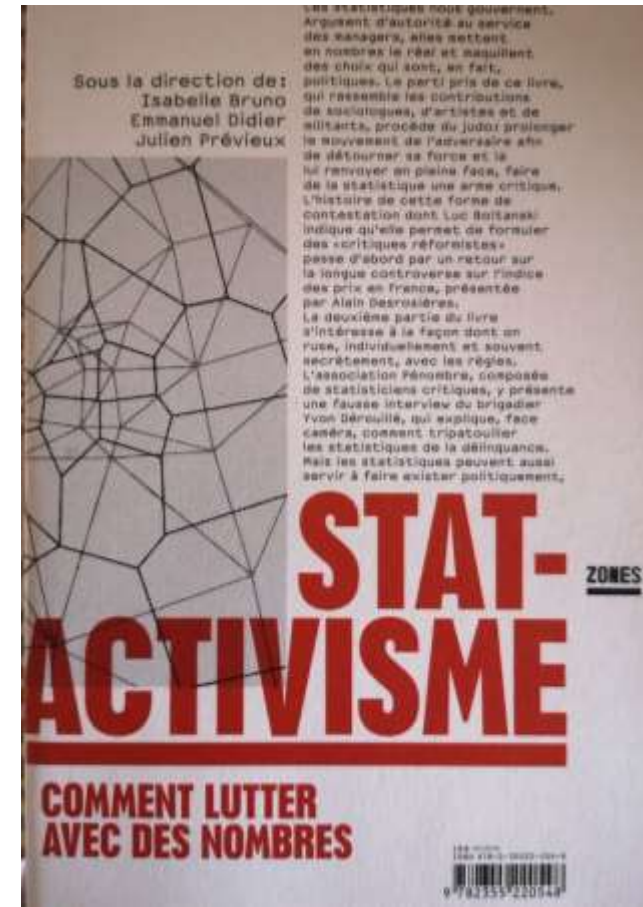 Les statistiques nous gouvernent.
Argument d'autorité au service
des managers, elles mettent
en nombres le réel et maquillent
des choix qui sont, en fait,
politiques. Le parti pris de ce livre,
qui rassemble les contributions
de sociologues, d'artistes et de
militants, procède du judo: prolonger
le mouvement de l'adversaire afin
de détourner sa force et la
lui renvoyer en pleine face, faire
de la statistique une arme critique.
L'histoire de cette forme de
contestation dont Luc Boltanski
indique qu'elle permet de formuler
des «critiques réformistes»
passe d'abord par un retour sur
la longue controverse sur l'indice
des prix en france, présentée
par Alain Desrosières.
La deuxième partie du livre
s'intéresse à la façon dont on
ruse, individuellement et souvent
secrètement, avec les règles.
L'association Pénombre, composée
de statisticiens critiques, y présente
une fausse interview du brigadier
Yvon Dérouillé, qui explique, face
caméra, comment tripatouiller
les statistiques de la délinquance.
Mais les statistiques peuvent aussi
servir à faire exister politiquement,
Sous la direction de:
Isabelle Bruno
Emmanuel Didier
Julien Prévieux
STAT-
ACTIVISME
ZONES
COMMENT LUTTER
AVEC DES NOMBRES
9 782355 220548